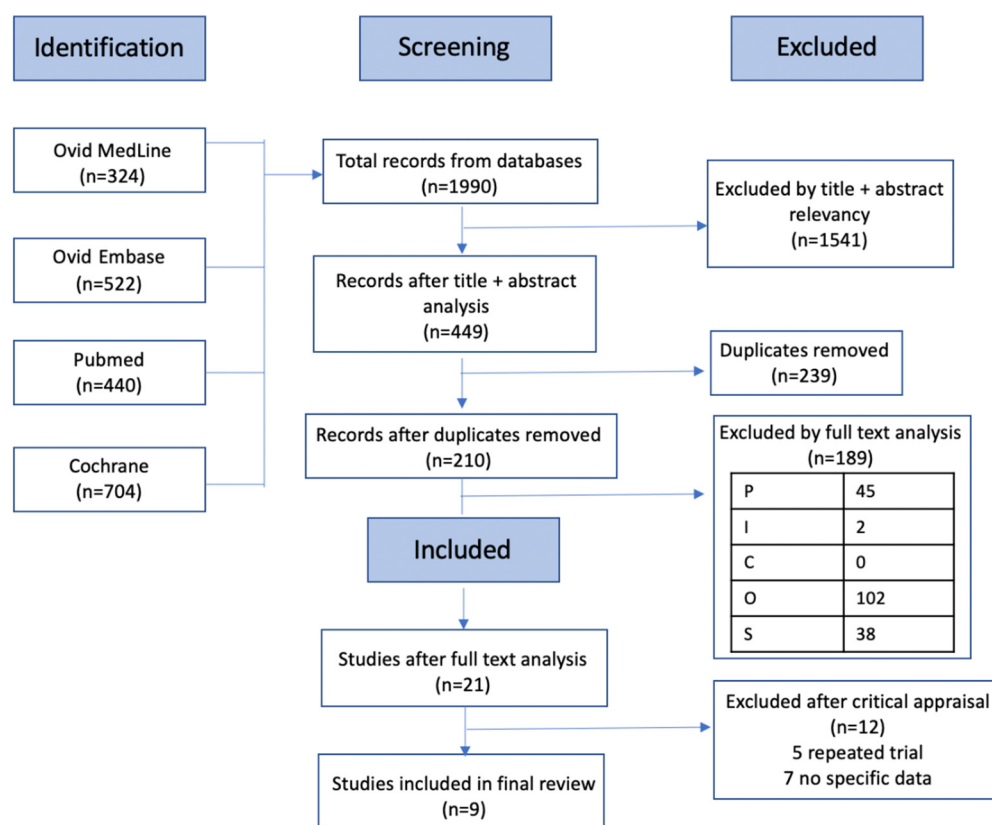 Identification
Screening
Excluded
Ovid MedLine
(n=324)
Ovid Embase
(n=522)
Pubmed
(n=440)
Cochrane
(n=704)
Total records from databases
(n=1990)
Excluded by title + abstract
relevancy
(n=1541)
Records after title + abstract
analysis
(n=449)
Duplicates removed
(n=239)
Records after duplicates removed
(n=210)
Excluded by full text analysis
(n=189)
P 45
I 2
C 0
O 102
S 38
Included
Studies after full text analysis
(n=21)
Excluded after critical appraisal
(n=12)
5 repeated trial
7 no specific data
Studies included in final review
(n=9)